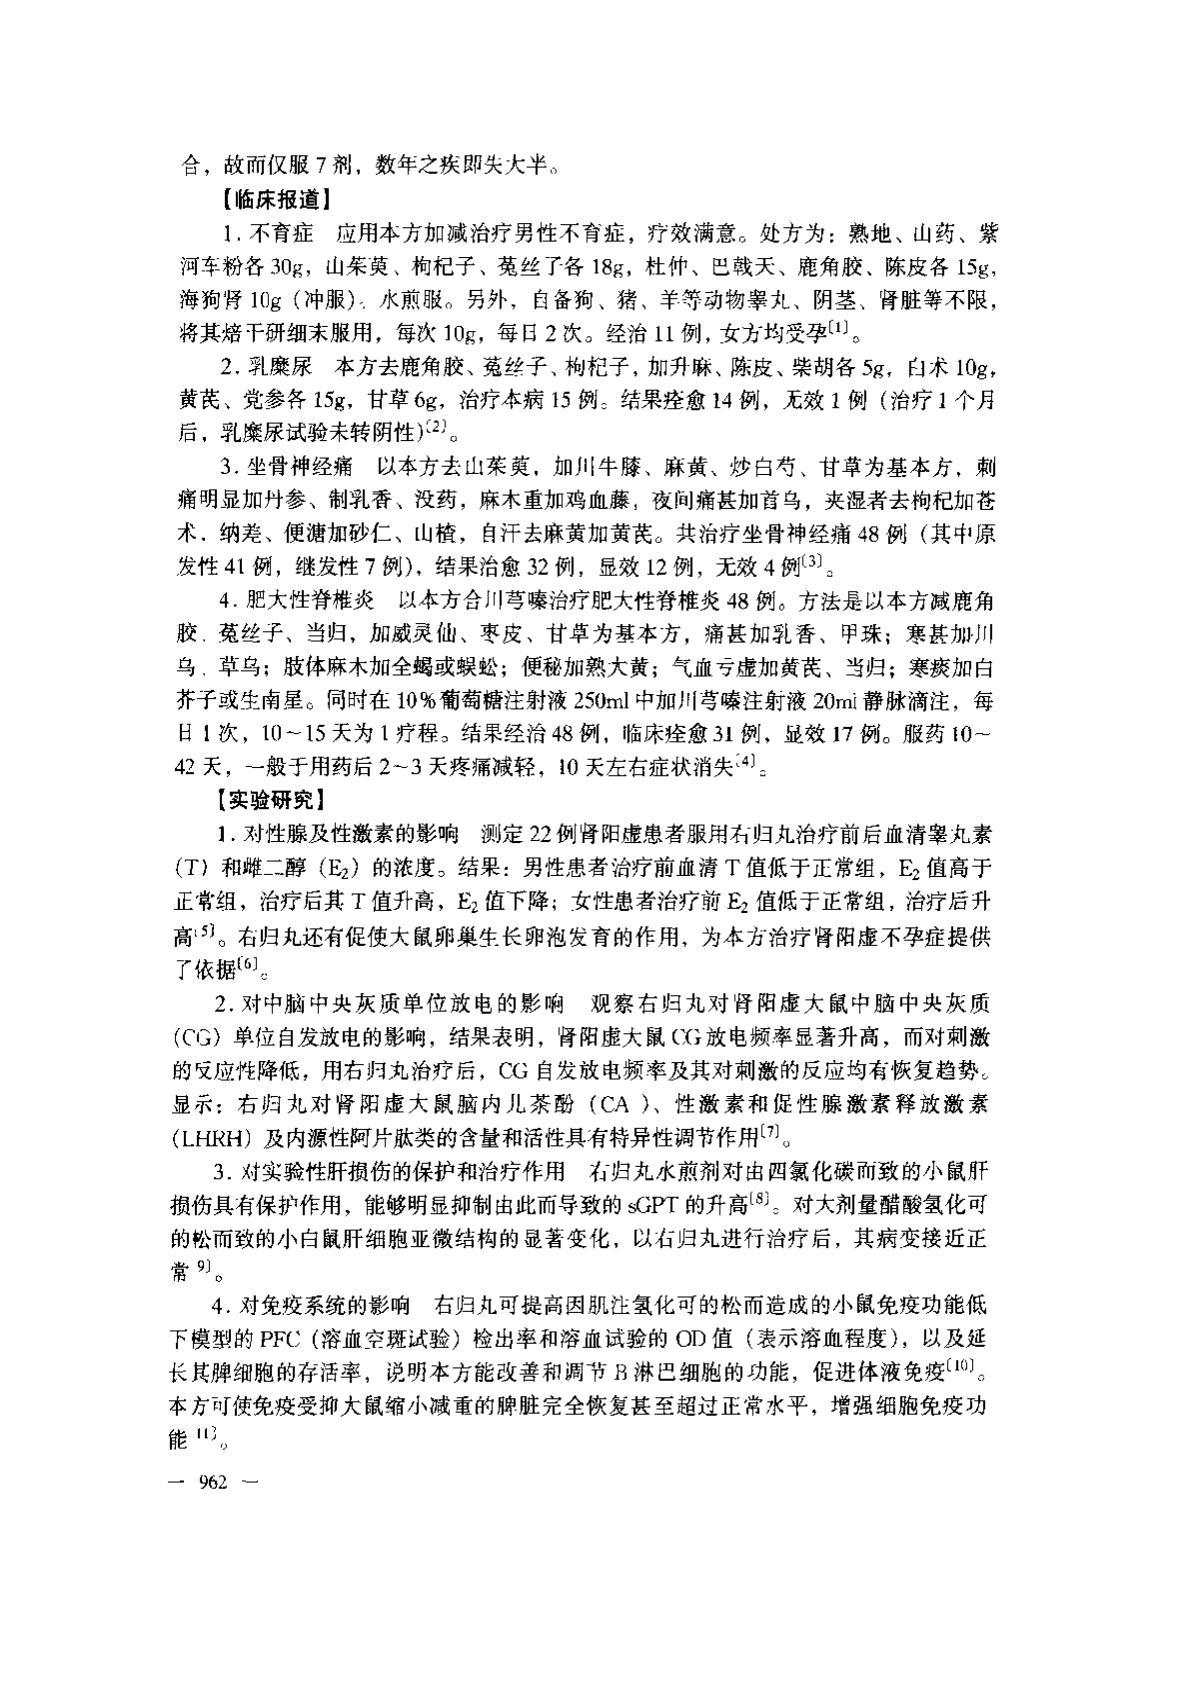 合，故而仅服 7 剂，数年之疾即失大半。
【临床报道】
1. 不育症　应用本方加减治疗男性不育症，疗效满意。处方为：熟地、山药、紫
河车粉各 30g，山茱萸、枸杞子、菟丝了各 18g，杜仲、巴戟天、鹿角胶、陈皮各 15g，
海狗肾 10g（冲服）、水煎服。另外，自备狗、猪、羊等动物睾丸、阴茎、肾脏等不限，
将其焙干研细末服用，每次 10g，每日 2 次。经治 11 例，女方均受孕〔1〕。
2. 乳糜尿　本方去鹿角胶、菟丝子、枸杞子，加升麻、陈皮、柴胡各 5g，白术 10g，
黄芪、党参各 15g，甘草 6g，治疗本病 15 例。结果痊愈 14 例，无效 1 例（治疗 1 个月
后，乳糜尿试验未转阴性）〔2〕。
3. 坐骨神经痛　以本方去山茱萸，加川牛膝、麻黄、炒白芍、甘草为基本方，刺
痛明显加丹参、制乳香、没药，麻木重加鸡血藤，夜间痛甚加首乌，夹湿者去枸杞加苍
术，纳差、便溏加砂仁、山楂，自汗去麻黄加黄芪。共治疗坐骨神经痛 48 例（其中原
发性 41 例，继发性 7 例），结果治愈 32 例，显效 12 例，无效 4 例〔3〕。
4. 肥大性脊椎炎　以本方合川芎嗪治疗肥大性脊椎炎 48 例。方法是以本方减鹿角
胶、菟丝子、当归，加威灵仙、枣皮、甘草为基本方，痛甚加乳香、甲珠；寒甚加川
乌、草乌；肢体麻木加全蝎或蜈蚣；便秘加熟大黄；气血亏虚加黄芪、当归；寒痰加白
芥子或生南星。同时在 10％葡萄糖注射液 250ml 中加川芎嗪注射液 20ml 静脉滴注，每
日 1 次，10～15 天为 1 疗程。结果经治 48 例，临床痊愈 31 例，显效 17 例。服药 10～
42 天，一般于用药后 2～3 天疼痛减轻，10 天左右症状消失〔4〕。
【实验研究】
1. 对性腺及性激素的影响　测定 22 例肾阳虚患者服用右归丸治疗前后血清睾丸素
（T）和雌二醇（E₂）的浓度。结果：男性患者治疗前血清 T 值低于正常组，E₂ 值高于
正常组，治疗后其 T 值升高，E₂ 值下降；女性患者治疗前 E₂ 值低于正常组，治疗后升
高〔5〕。右归丸还有促使大鼠卵巢生长卵泡发育的作用，为本方治疗肾阳虚不孕症提供
了依据〔6〕。
2. 对中脑中央灰质单位放电的影响　观察右归丸对肾阳虚大鼠中脑中央灰质
（CG）单位自发放电的影响，结果表明，肾阳虚大鼠 CG 放电频率显著升高，而对刺激
的反应性降低，用右归丸治疗后，CG 自发放电频率及其对刺激的反应均有恢复趋势。
显示：右归丸对肾阳虚大鼠脑内儿茶酚（CA）、性激素和促性腺激素释放激素
（LHRH）及内源性阿片肽类的含量和活性具有特异性调节作用〔7〕。
3. 对实验性肝损伤的保护和治疗作用　右归丸水煎剂对由四氯化碳而致的小鼠肝
损伤具有保护作用，能够明显抑制由此而导致的 sGPT 的升高〔8〕。对大剂量醋酸氢化可
的松而致的小白鼠肝细胞亚微结构的显著变化，以右归丸进行治疗后，其病变接近正
常 9〕。
4. 对免疫系统的影响　右归丸可提高因肌注氢化可的松而造成的小鼠免疫功能低
下模型的 PFC（溶血空斑试验）检出率和溶血试验的 OD 值（表示溶血程度），以及延
长其脾细胞的存活率，说明本方能改善和调节 B 淋巴细胞的功能，促进体液免疫〔10〕。
本方可使免疫受抑大鼠缩小减重的脾脏完全恢复甚至超过正常水平，增强细胞免疫功
能 11〕。
— 962 —